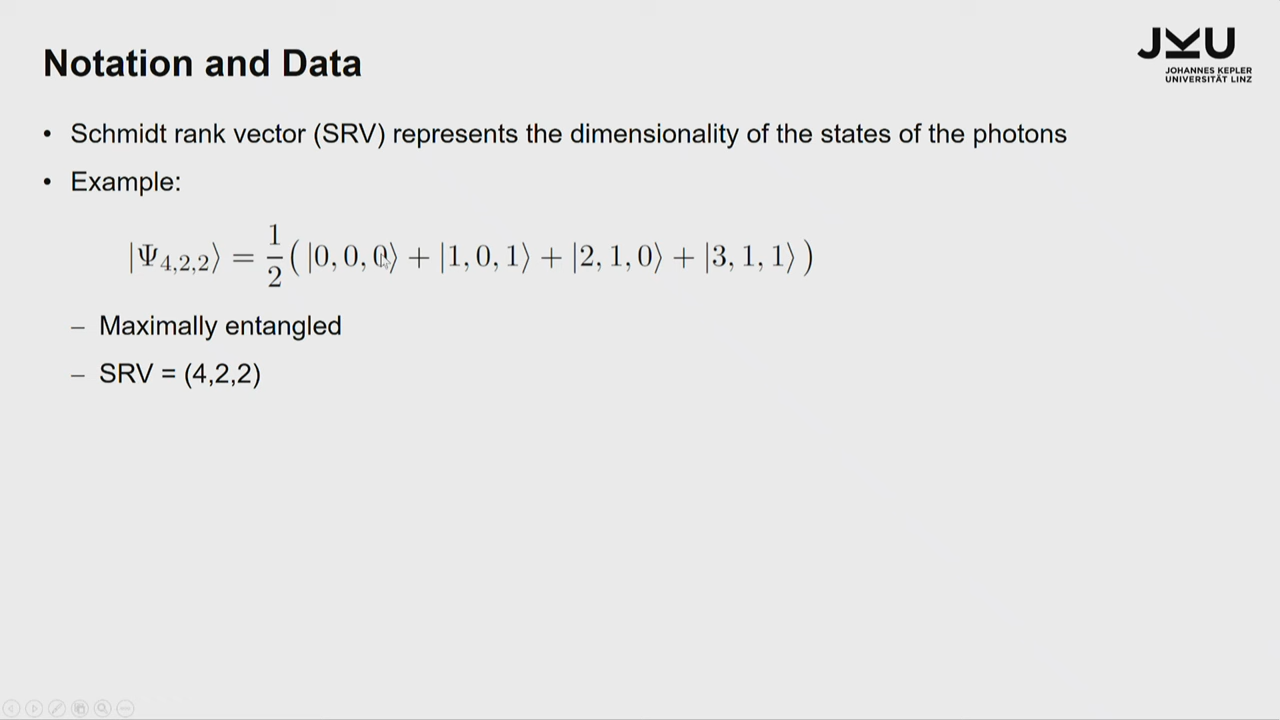 JKU
JOHANNES KEPLER
UNIVERSITÄT LINZ
Notation and Data
• Schmidt rank vector (SRV) represents the dimensionality of the states of the photons
• Example:
|Ψ₄,₂,₂⟩ = 1/2 ( |0, 0, 0⟩ + |1, 0, 1⟩ + |2, 1, 0⟩ + |3, 1, 1⟩ )
– Maximally entangled
– SRV = (4,2,2)